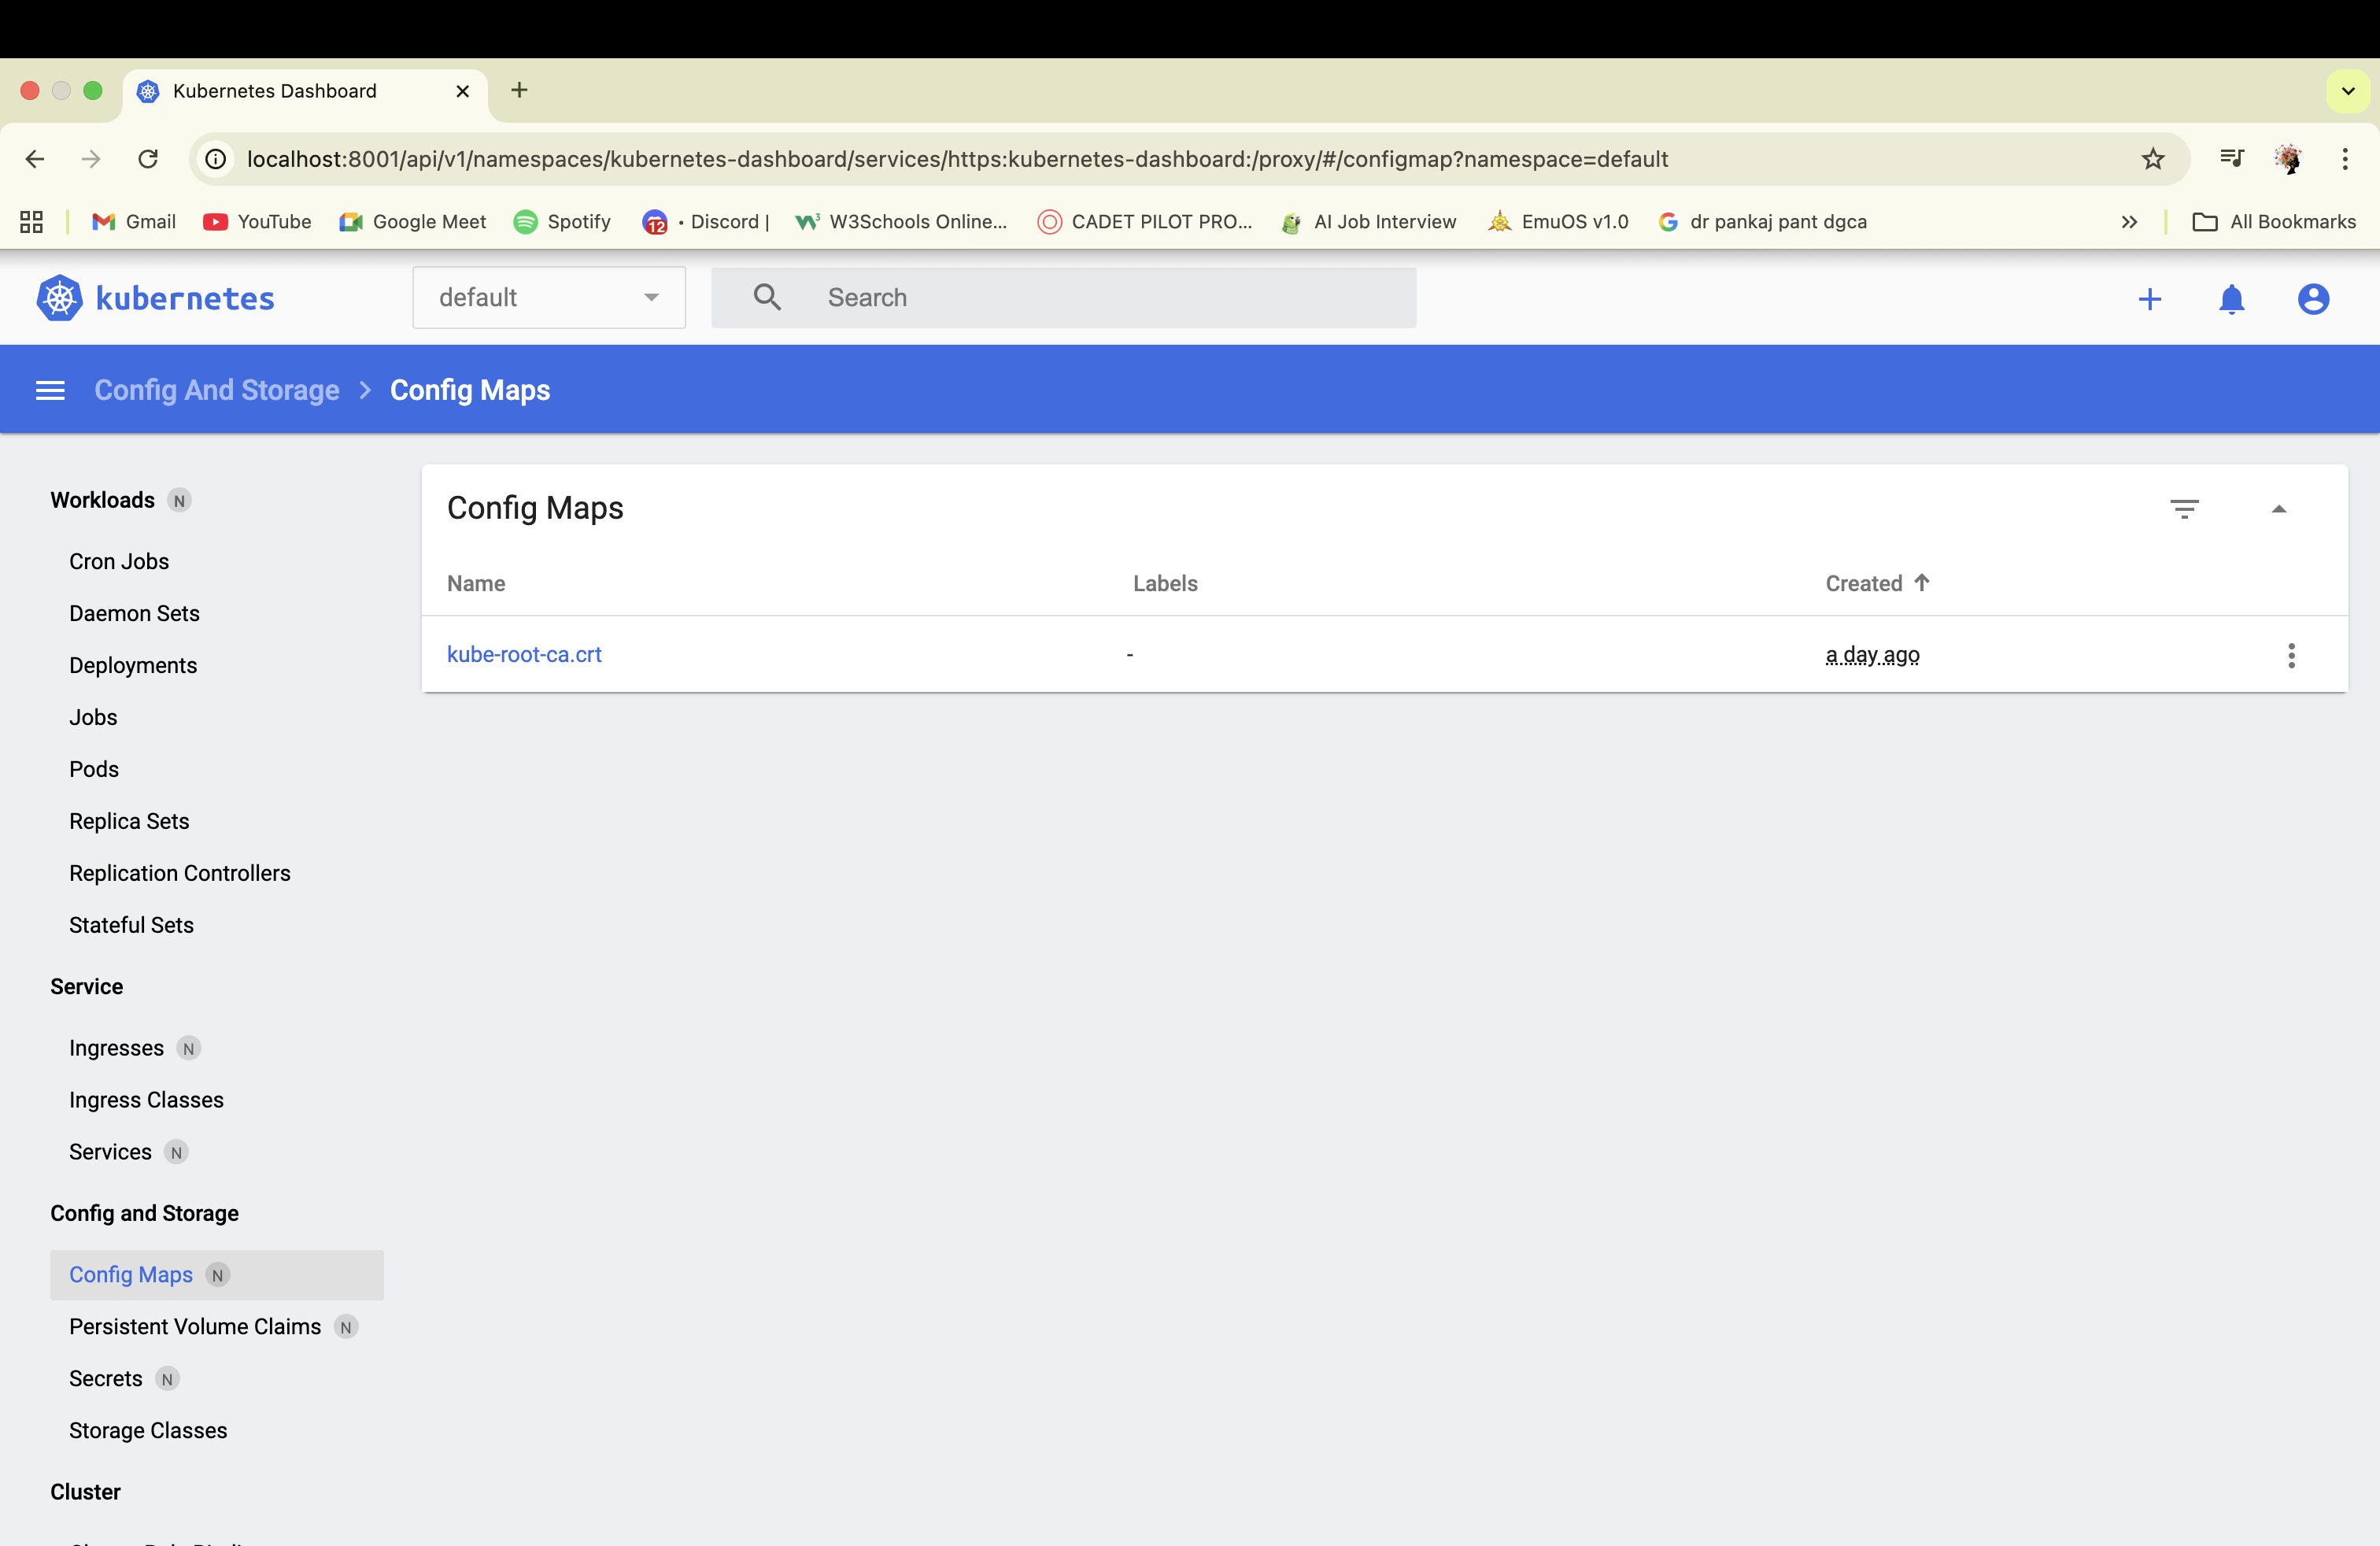 Kubernetes Dashboard
localhost:8001/api/v1/namespaces/kubernetes-dashboard/services/https:kubernetes-dashboard:/proxy/#/configmap?namespace=default
Gmail YouTube Google Meet Spotify 12 • Discord | W3Schools Online... CADET PILOT PRO... AI Job Interview EmuOS v1.0 dr pankaj pant dgca All Bookmarks
kubernetes default Search
Config And Storage Config Maps
Workloads N
Cron Jobs
Daemon Sets
Deployments
Jobs
Pods
Replica Sets
Replication Controllers
Stateful Sets
Service
Ingresses N
Ingress Classes
Services N
Config and Storage
Config Maps N
Persistent Volume Claims N
Secrets N
Storage Classes
Cluster
Config Maps
Name Labels Created
kube-root-ca.crt - a day ago